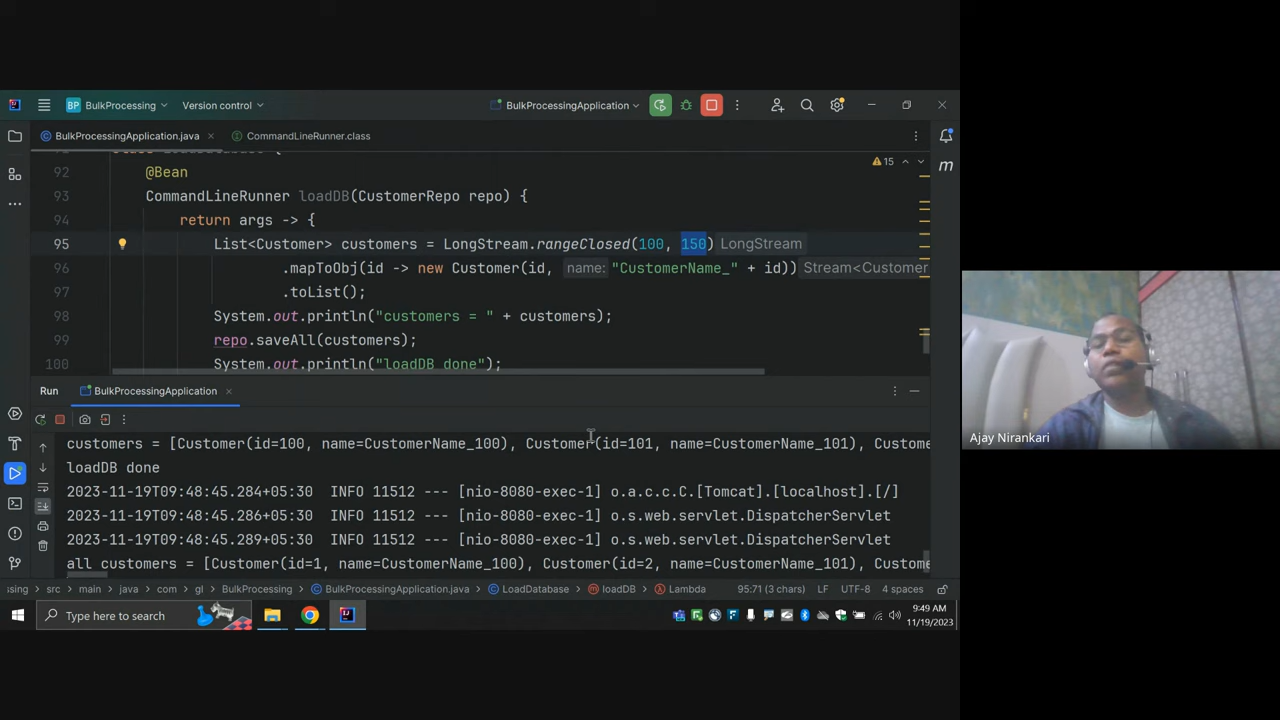 BP BulkProcessing Version control BulkProcessingApplication
BulkProcessingApplication.java CommandLineRunner.class
92 @Bean 15
93 CommandLineRunner loadDB(CustomerRepo repo) {
94 return args -> {
95 List<Customer> customers = LongStream.rangeClosed(100, 150) LongStream
96 .mapToObj(id -> new Customer(id, name: "CustomerName_" + id)) Stream<Customer
97 .toList();
98 System.out.println("customers = " + customers);
99 repo.saveAll(customers);
100 System.out.println("loadDB done");
Run BulkProcessingApplication
customers = [Customer(id=100, name=CustomerName_100), Customer(id=101, name=CustomerName_101), Custome
loadDB done
2023-11-19T09:48:45.284+05:30 INFO 11512 --- [nio-8080-exec-1] o.a.c.c.C.[Tomcat].[localhost].[/]
2023-11-19T09:48:45.286+05:30 INFO 11512 --- [nio-8080-exec-1] o.s.web.servlet.DispatcherServlet
2023-11-19T09:48:45.289+05:30 INFO 11512 --- [nio-8080-exec-1] o.s.web.servlet.DispatcherServlet
all customers = [Customer(id=1, name=CustomerName_100), Customer(id=2, name=CustomerName_101), Custome
ssing > src > main > java > com > gl > BulkProcessing > BulkProcessingApplication > LoadDatabase > loadDB > Lambda 95:71 (3 chars) LF UTF-8 4 spaces
Type here to search
9:49 AM
11/19/2023
Ajay Nirankari